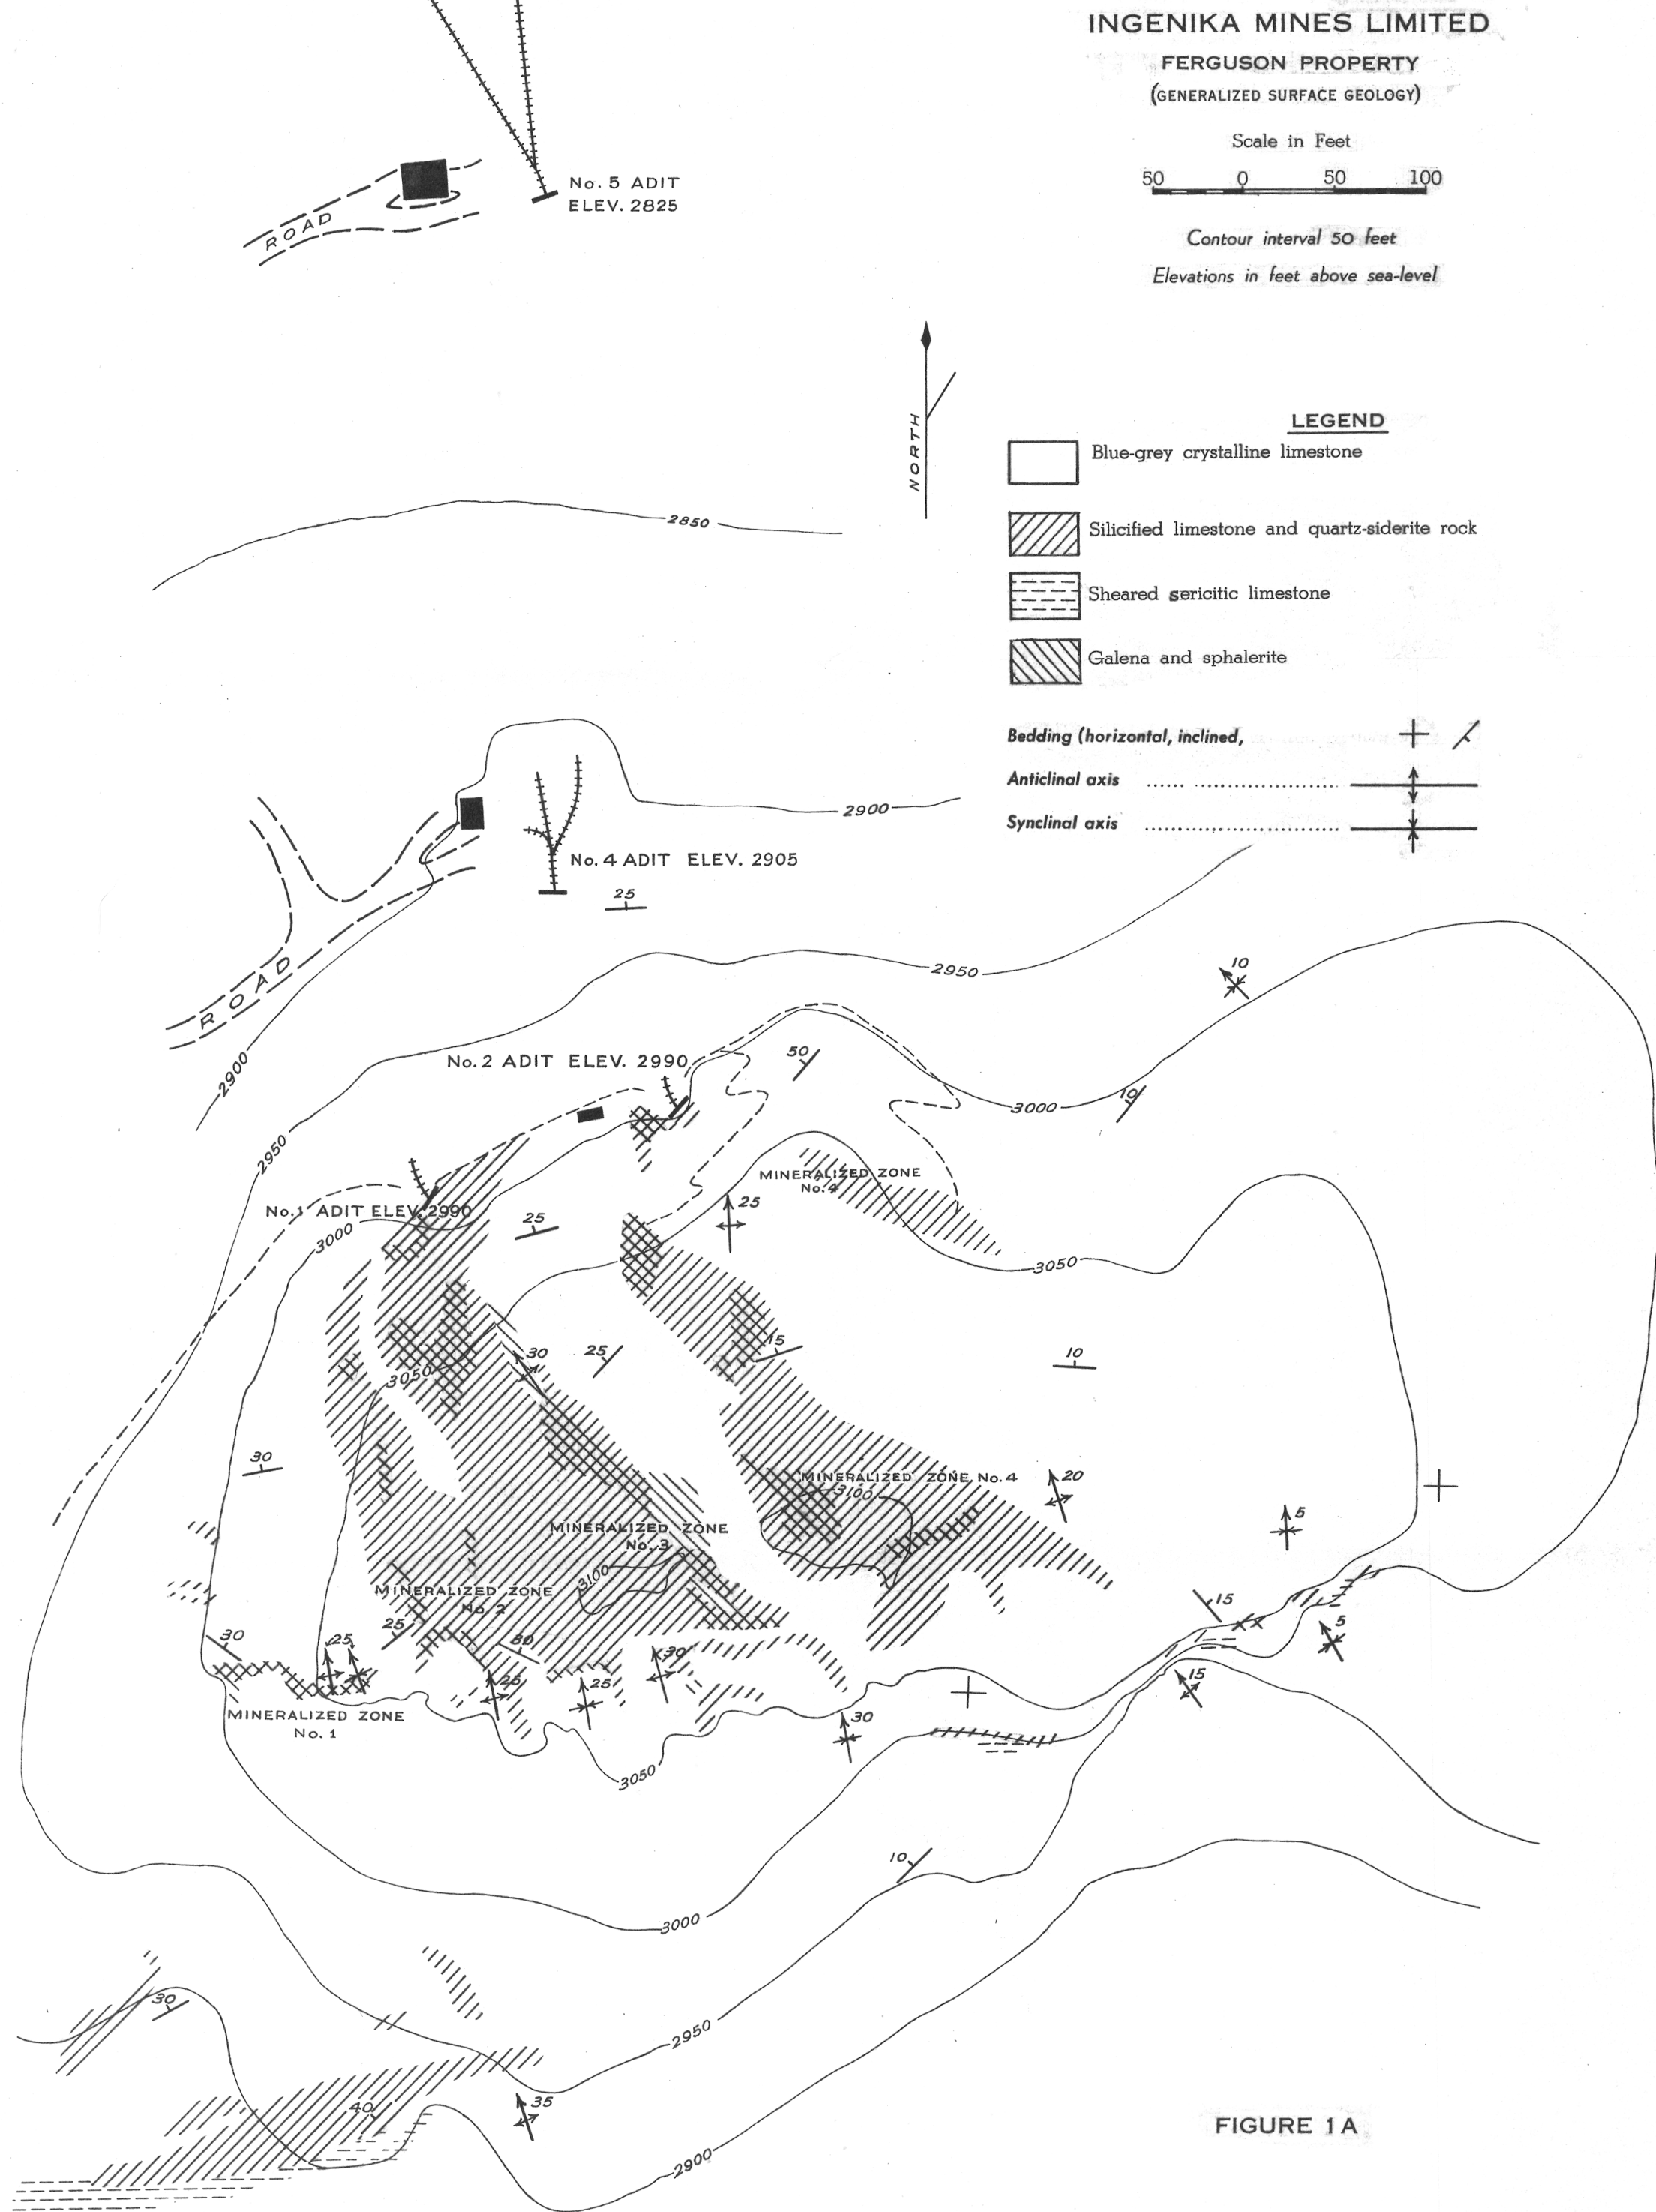 INGENIKA MINES LIMITED
FERGUSON PROPERTY
(GENERALIZED SURFACE GEOLOGY)
Scale in Feet
50 0 50 100
Contour interval 50 feet
Elevations in feet above sea-level
No. 5 ADIT
ELEV. 2825
ROAD
NORTH
LEGEND
Blue-grey crystalline limestone
Silicified limestone and quartz-siderite rock
Sheared sericitic limestone
Galena and sphalerite
Bedding (horizontal, inclined,
Anticlinal axis
Synclinal axis
2850
2900
No. 4 ADIT ELEV. 2905
25
ROAD
2950
10
2900
No. 2 ADIT ELEV. 2990
50
10
3000
2950
MINERALIZED ZONE
No. 4
No. 1 ADIT ELEV. 2990
25
25
3000
3050
15
30
25
10
3050
30
MINERALIZED ZONE No. 4
20
3100
5
MINERALIZED ZONE
No. 3
3100
MINERALIZED ZONE
No. 2
15
25
30
25
30
30
5
25
25
15
MINERALIZED ZONE
No. 1
30
3050
10
3000
30
2950
35
40
2900
FIGURE 1A